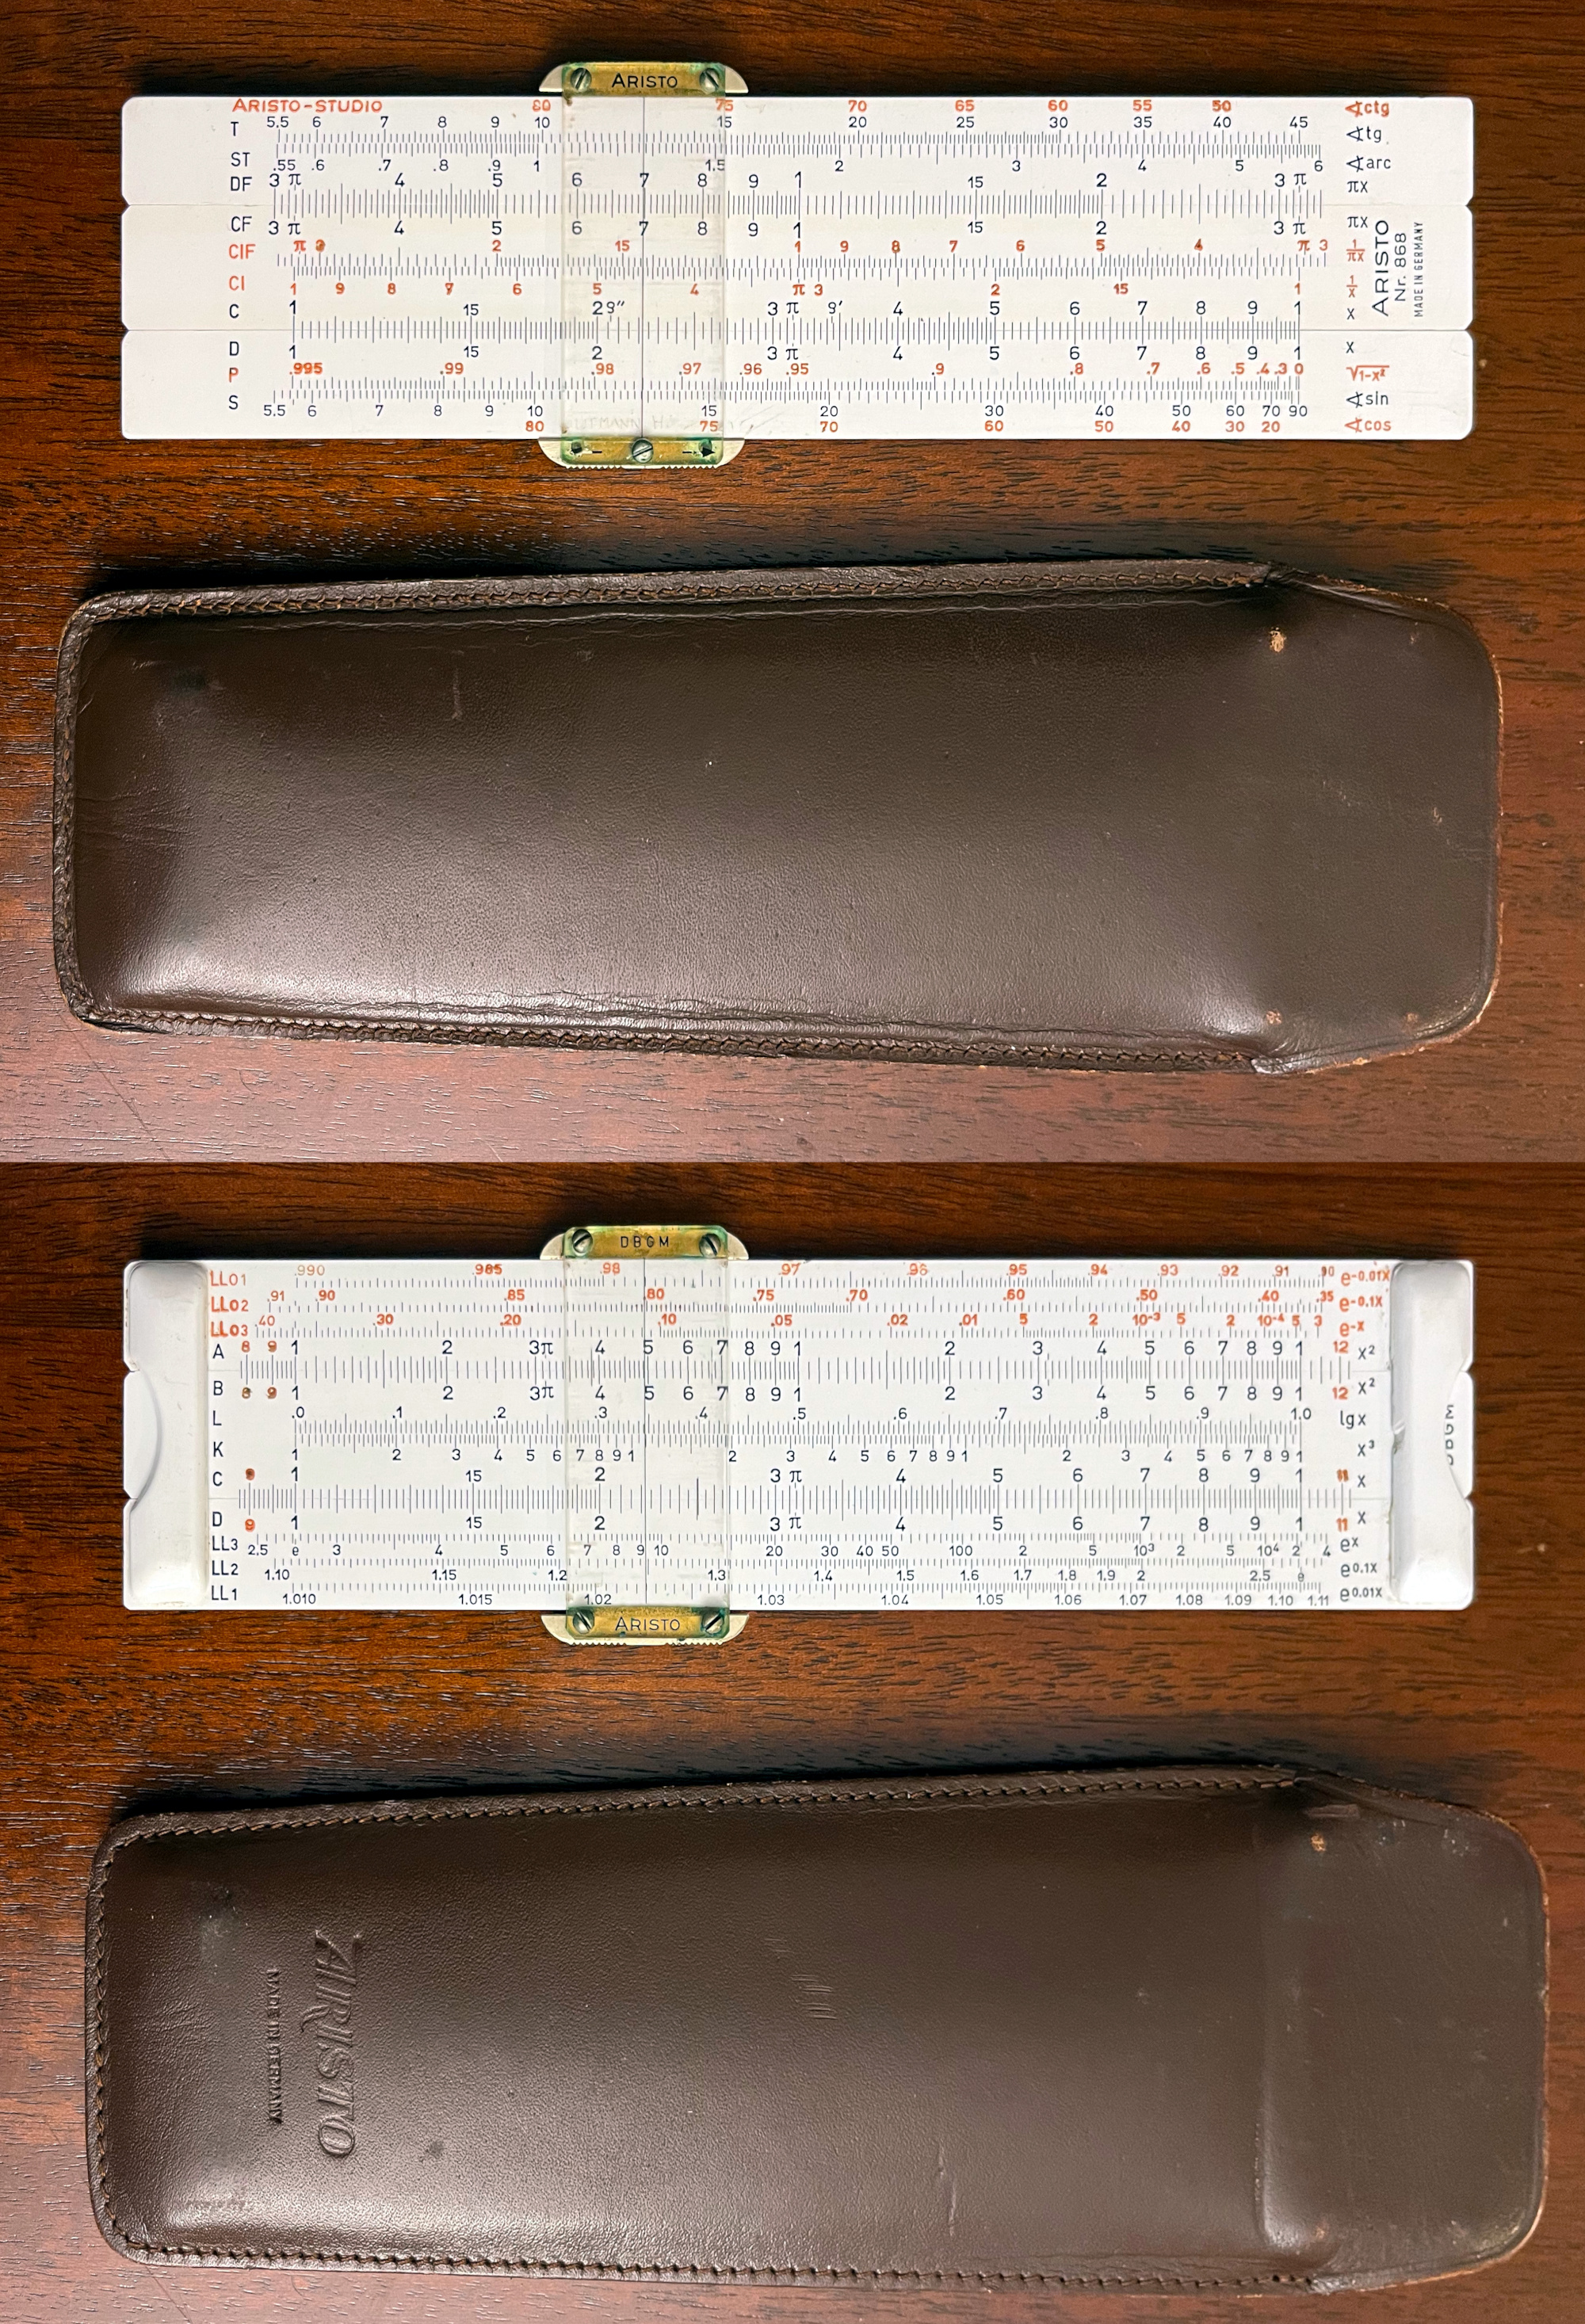 ARISTO
ARISTO-STUDIO 80 75 70 65 60 55 50 ∢ctg
T 5.5 6 7 8 9 10 15 20 25 30 35 40 45 ∢tg
ST .55 .6 .7 .8 .9 1 1.5 2 3 4 5 6 ∢arc
DF 3 π 4 5 6 7 8 9 1 15 2 3 π πx
CF 3 π 4 5 6 7 8 9 1 15 2 3 π πx
CIF π 3 2 15 1 9 8 7 6 5 4 π 3 1/πx
CI 1 9 8 7 6 5 4 π 3 2 15 1 1/x
C 1 15 2 ϱ″ 3 π ϱ′ 4 5 6 7 8 9 1 x
ARISTO
Nr. 868
MADE IN GERMANY
D 1 15 2 3 π 4 5 6 7 8 9 1 x
P .995 .99 .98 .97 .96 .95 .9 .8 .7 .6 .5 .4 .3 0 √1-x²
S 5.5 6 7 8 9 10 15 20 30 40 50 60 70 90 ∢sin
80 75 70 60 50 40 30 20 ∢cos
DBGM
LL01 .990 .985 .98 .97 .96 .95 .94 .93 .92 .91 .90 e-0.01x
LL02 .91 .90 .85 .80 .75 .70 .60 .50 .40 .35 e-0.1x
LL03 .40 .30 .20 .10 .05 .02 .01 5 2 10-3 5 2 10-4 5 3 e-x
A 8 9 1 2 3 π 4 5 6 7 8 9 1 2 3 4 5 6 7 8 9 1 12 x²
B 8 9 1 2 3 π 4 5 6 7 8 9 1 2 3 4 5 6 7 8 9 1 12 x²
L .0 .1 .2 .3 .4 .5 .6 .7 .8 .9 1.0 lg x
K 1 2 3 4 5 6 7 8 9 1 2 3 4 5 6 7 8 9 1 2 3 4 5 6 7 8 9 1 x³
C 9 1 15 2 3 π 4 5 6 7 8 9 1 11 x
DBGM
D 9 1 15 2 3 π 4 5 6 7 8 9 1 11 x
LL3 2.5 e 3 4 5 6 7 8 9 10 20 30 40 50 100 2 5 10³ 2 5 10⁴ 2 4 ex
LL2 1.10 1.15 1.2 1.3 1.4 1.5 1.6 1.7 1.8 1.9 2 2.5 e e0.1x
LL1 1.010 1.015 1.02 1.03 1.04 1.05 1.06 1.07 1.08 1.09 1.10 1.11 e0.01x
ARISTO
ARISTO
MADE IN GERMANY